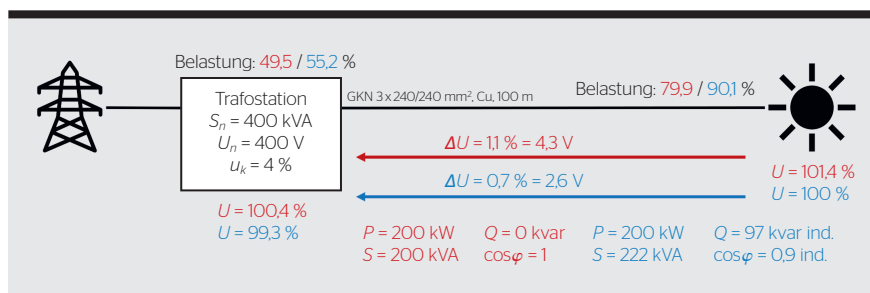 Belastung: 49,5 / 55,2 %
Trafostation
Sn = 400 kVA
Un = 400 V
uk = 4 %
GKN 3 x 240/240 mm², Cu, 100 m
Belastung: 79,9 / 90,1 %
ΔU = 1,1 % = 4,3 V
ΔU = 0,7 % = 2,6 V
U = 101,4 %
U = 100 %
U = 100,4 %
U = 99,3 %
P = 200 kW Q = 0 kvar P = 200 kW Q = 97 kvar ind.
S = 200 kVA cosφ = 1 S = 222 kVA cosφ = 0,9 ind.